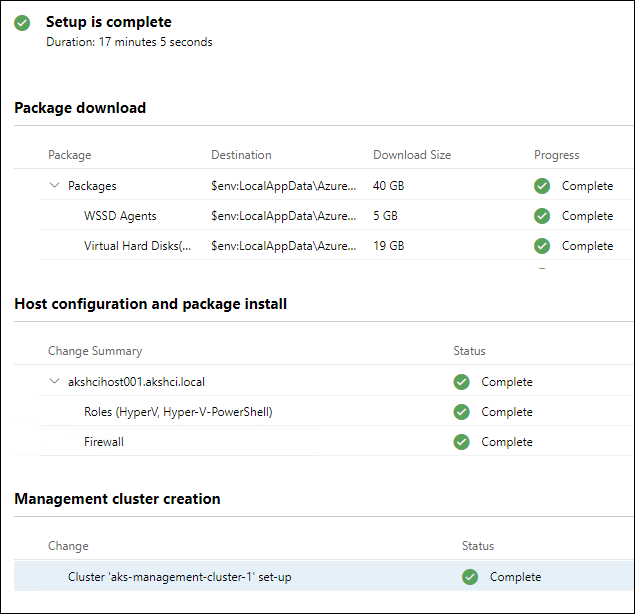 Setup is complete
Duration: 17 minutes 5 seconds
Package download
Package Destination Download Size Progress
Packages $env:LocalAppData\Azure... 40 GB Complete
WSSD Agents $env:LocalAppData\Azure... 5 GB Complete
Virtual Hard Disks(... $env:LocalAppData\Azure... 19 GB Complete
Host configuration and package install
Change Summary Status
akshcihost001.akshci.local Complete
Roles (HyperV, Hyper-V-PowerShell) Complete
Firewall Complete
Management cluster creation
Change Status
Cluster 'aks-management-cluster-1' set-up Complete